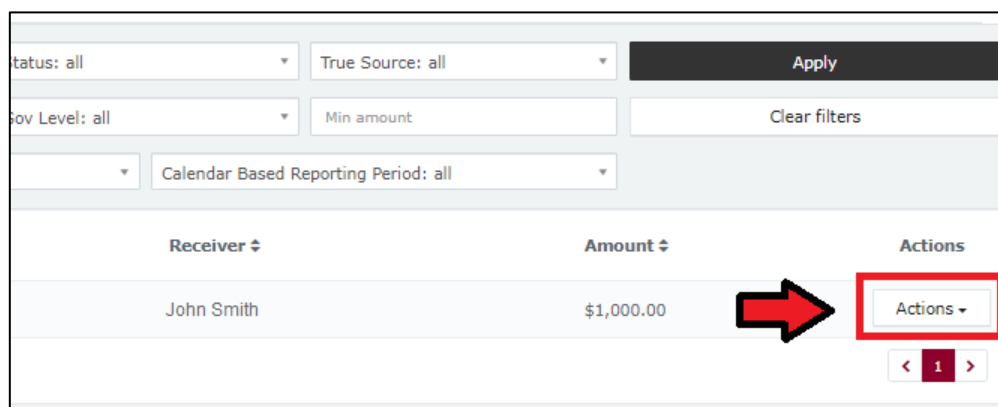 tatus: all True Source: all Apply
ov Level: all Min amount Clear filters
Calendar Based Reporting Period: all
Receiver Amount Actions
John Smith $1,000.00 Actions
< 1 >